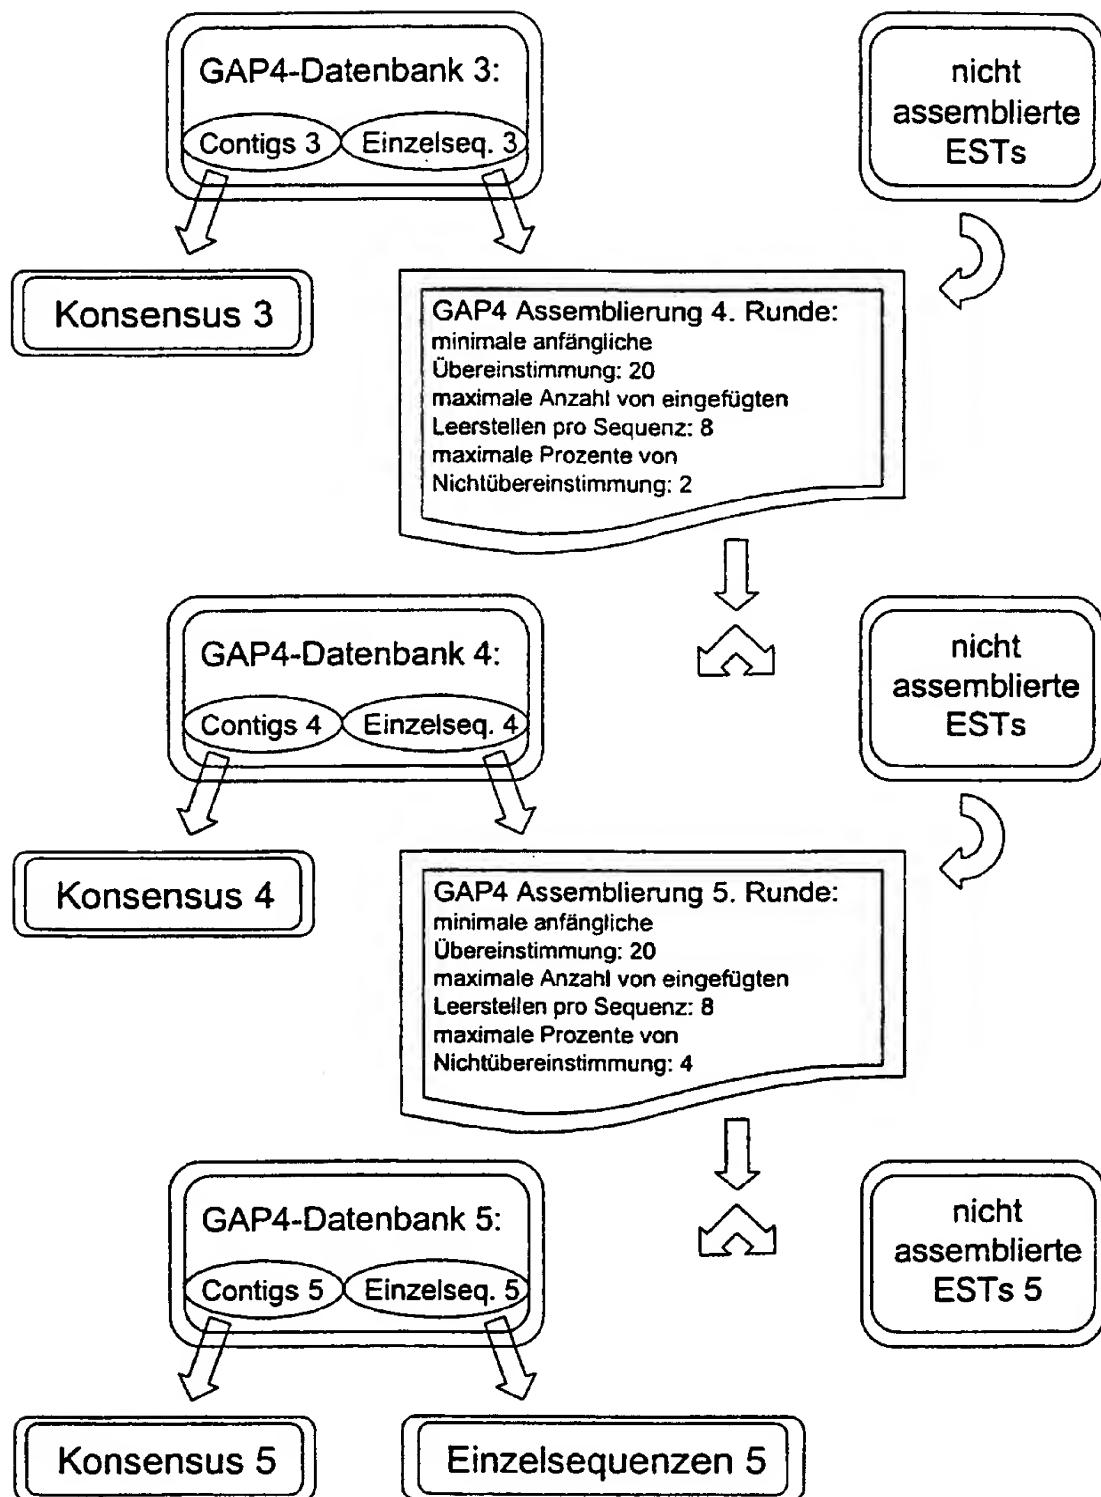 GAP4-Datenbank 3:
Contigs 3
Einzelseq. 3
nicht
assemblierte
ESTs
Konsensus 3
GAP4 Assemblierung 4. Runde:
minimale anfängliche
Übereinstimmung: 20
maximale Anzahl von eingefügten
Leerstellen pro Sequenz: 8
maximale Prozente von
Nichtübereinstimmung: 2
GAP4-Datenbank 4:
Contigs 4
Einzelseq. 4
nicht
assemblierte
ESTs
Konsensus 4
GAP4 Assemblierung 5. Runde:
minimale anfängliche
Übereinstimmung: 20
maximale Anzahl von eingefügten
Leerstellen pro Sequenz: 8
maximale Prozente von
Nichtübereinstimmung: 4
GAP4-Datenbank 5:
Contigs 5
Einzelseq. 5
nicht
assemblierte
ESTs 5
Konsensus 5
Einzelsequenzen 5